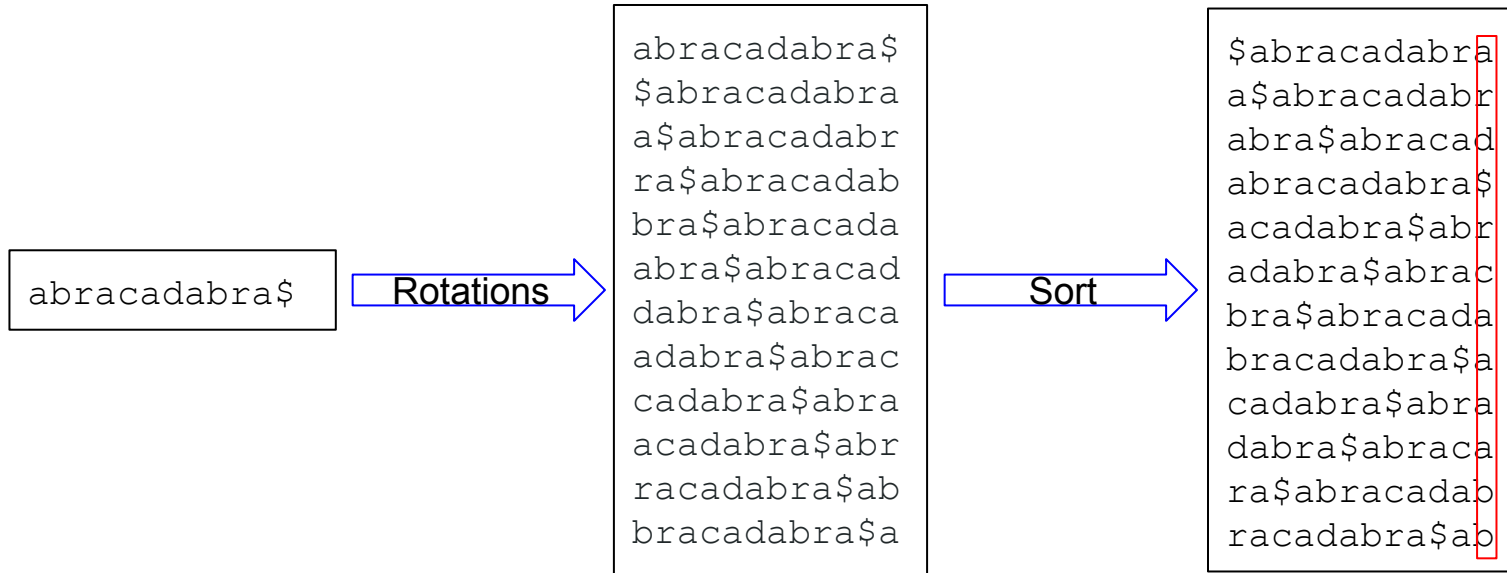 abracadabra$
Rotations
abracadabra$
$abracadabra
a$abracadabr
ra$abracadab
bra$abracada
abra$abracad
dabra$abraca
adabra$abrac
cadabra$abra
acadabra$abr
racadabra$ab
bracadabra$a
Sort
$abracadabra
a$abracadabr
abra$abracad
abracadabra$
acadabra$abr
adabra$abrac
bra$abracada
bracadabra$a
cadabra$abra
dabra$abraca
ra$abracadab
racadabra$ab